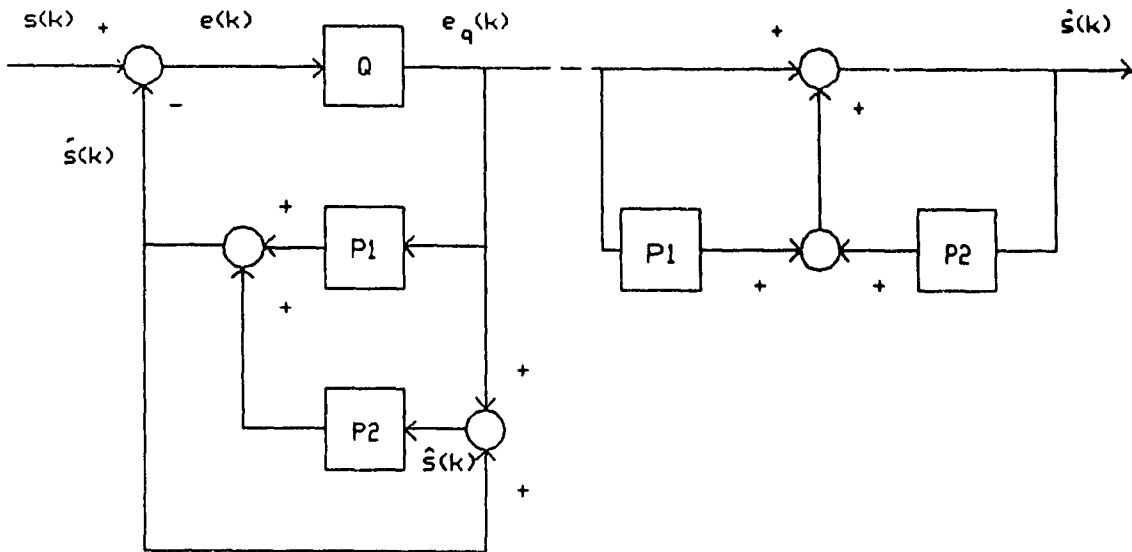 s(k) + e(k) e_q(k) + ŝ(k)
Q
- +
s̃(k)
+ P1 P1 P2
+ + +
+
P2
ŝ(k)
+